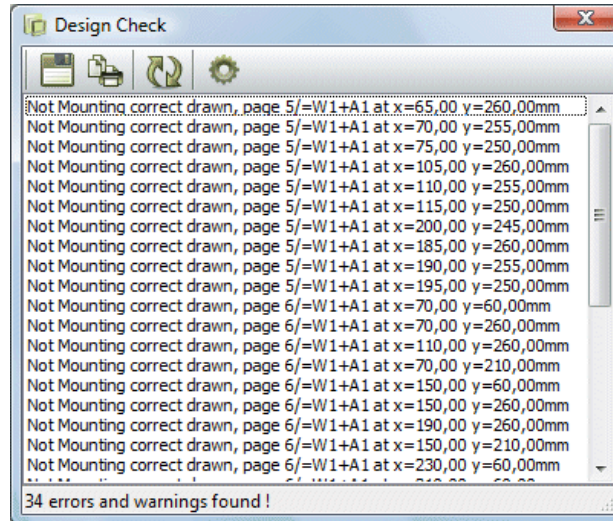 Design Check
Not Mounting correct drawn, page 5/=W1+A1 at x=65,00 y=260,00mm
Not Mounting correct drawn, page 5/=W1+A1 at x=70,00 y=255,00mm
Not Mounting correct drawn, page 5/=W1+A1 at x=75,00 y=250,00mm
Not Mounting correct drawn, page 5/=W1+A1 at x=105,00 y=260,00mm
Not Mounting correct drawn, page 5/=W1+A1 at x=110,00 y=255,00mm
Not Mounting correct drawn, page 5/=W1+A1 at x=115,00 y=250,00mm
Not Mounting correct drawn, page 5/=W1+A1 at x=200,00 y=245,00mm
Not Mounting correct drawn, page 5/=W1+A1 at x=185,00 y=260,00mm
Not Mounting correct drawn, page 5/=W1+A1 at x=190,00 y=255,00mm
Not Mounting correct drawn, page 5/=W1+A1 at x=195,00 y=250,00mm
Not Mounting correct drawn, page 6/=W1+A1 at x=70,00 y=60,00mm
Not Mounting correct drawn, page 6/=W1+A1 at x=70,00 y=260,00mm
Not Mounting correct drawn, page 6/=W1+A1 at x=110,00 y=260,00mm
Not Mounting correct drawn, page 6/=W1+A1 at x=70,00 y=210,00mm
Not Mounting correct drawn, page 6/=W1+A1 at x=150,00 y=60,00mm
Not Mounting correct drawn, page 6/=W1+A1 at x=150,00 y=260,00mm
Not Mounting correct drawn, page 6/=W1+A1 at x=190,00 y=260,00mm
Not Mounting correct drawn, page 6/=W1+A1 at x=150,00 y=210,00mm
Not Mounting correct drawn, page 6/=W1+A1 at x=230,00 y=60,00mm
34 errors and warnings found !